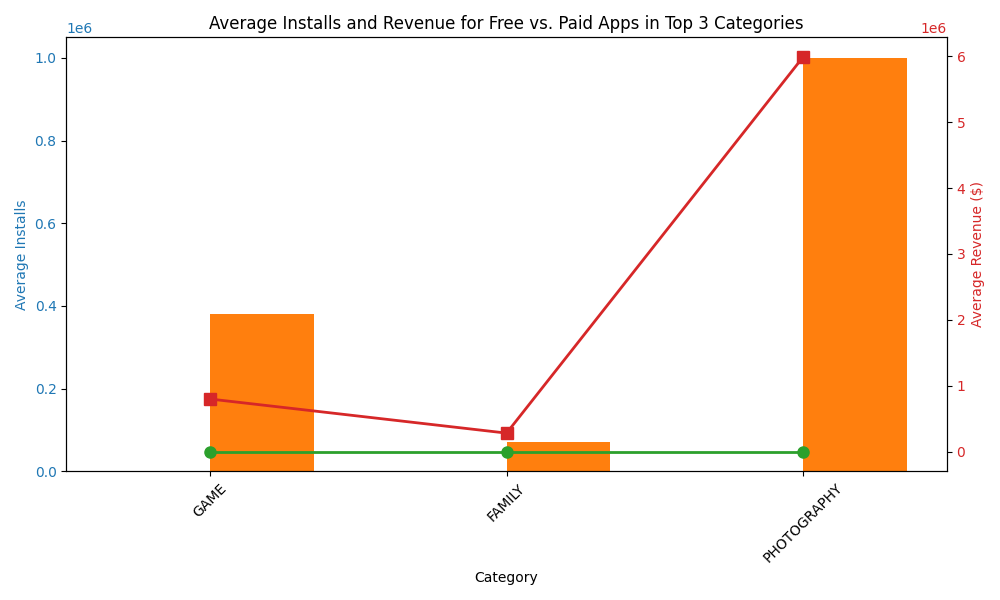 Average Installs and Revenue for Free vs. Paid Apps in Top 3 Categories
1e6
1e6
1.0
0.8
0.6
0.4
0.2
0.0
Average Installs
6
5
4
3
2
1
0
Average Revenue ($)
GAME
FAMILY
PHOTOGRAPHY
Category